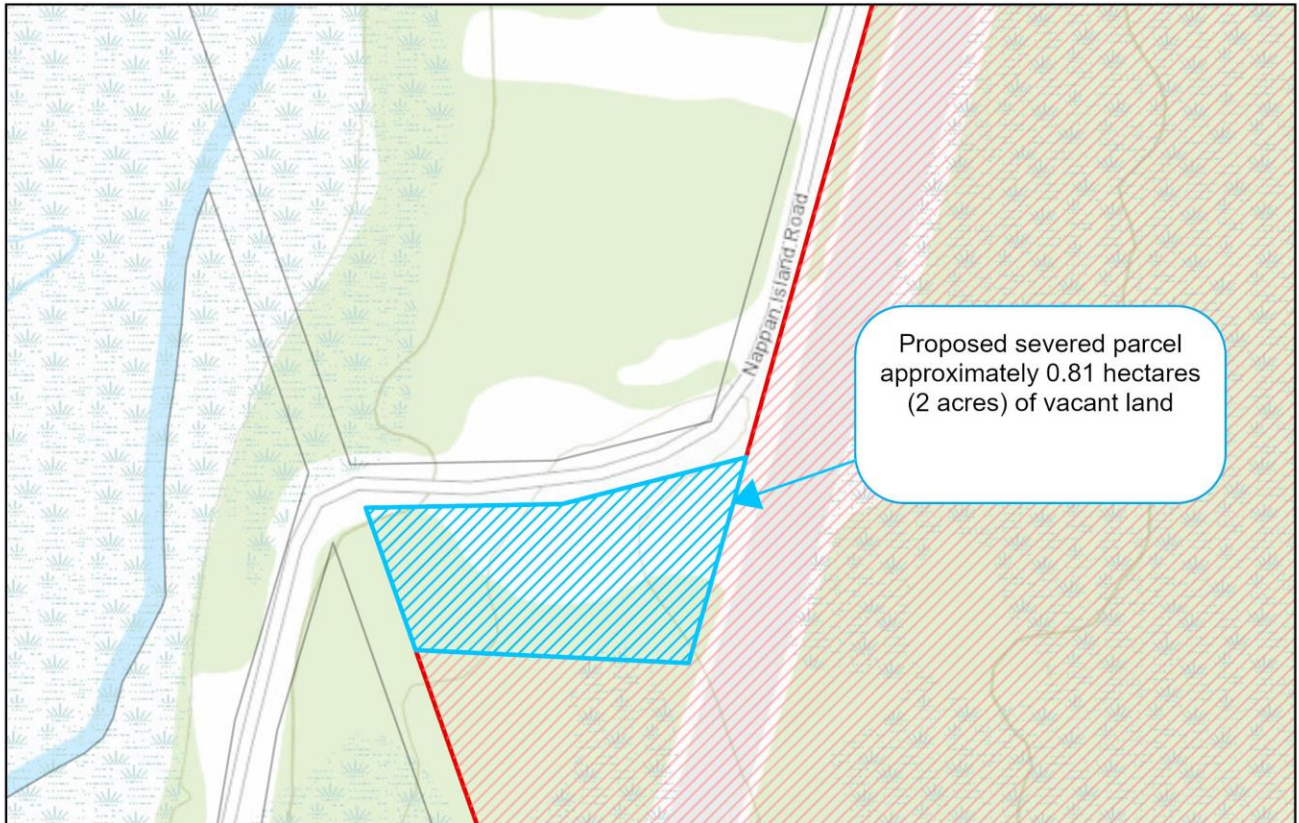 Nappan Island Road
Proposed severed parcel
approximately 0.81 hectares
(2 acres) of vacant land